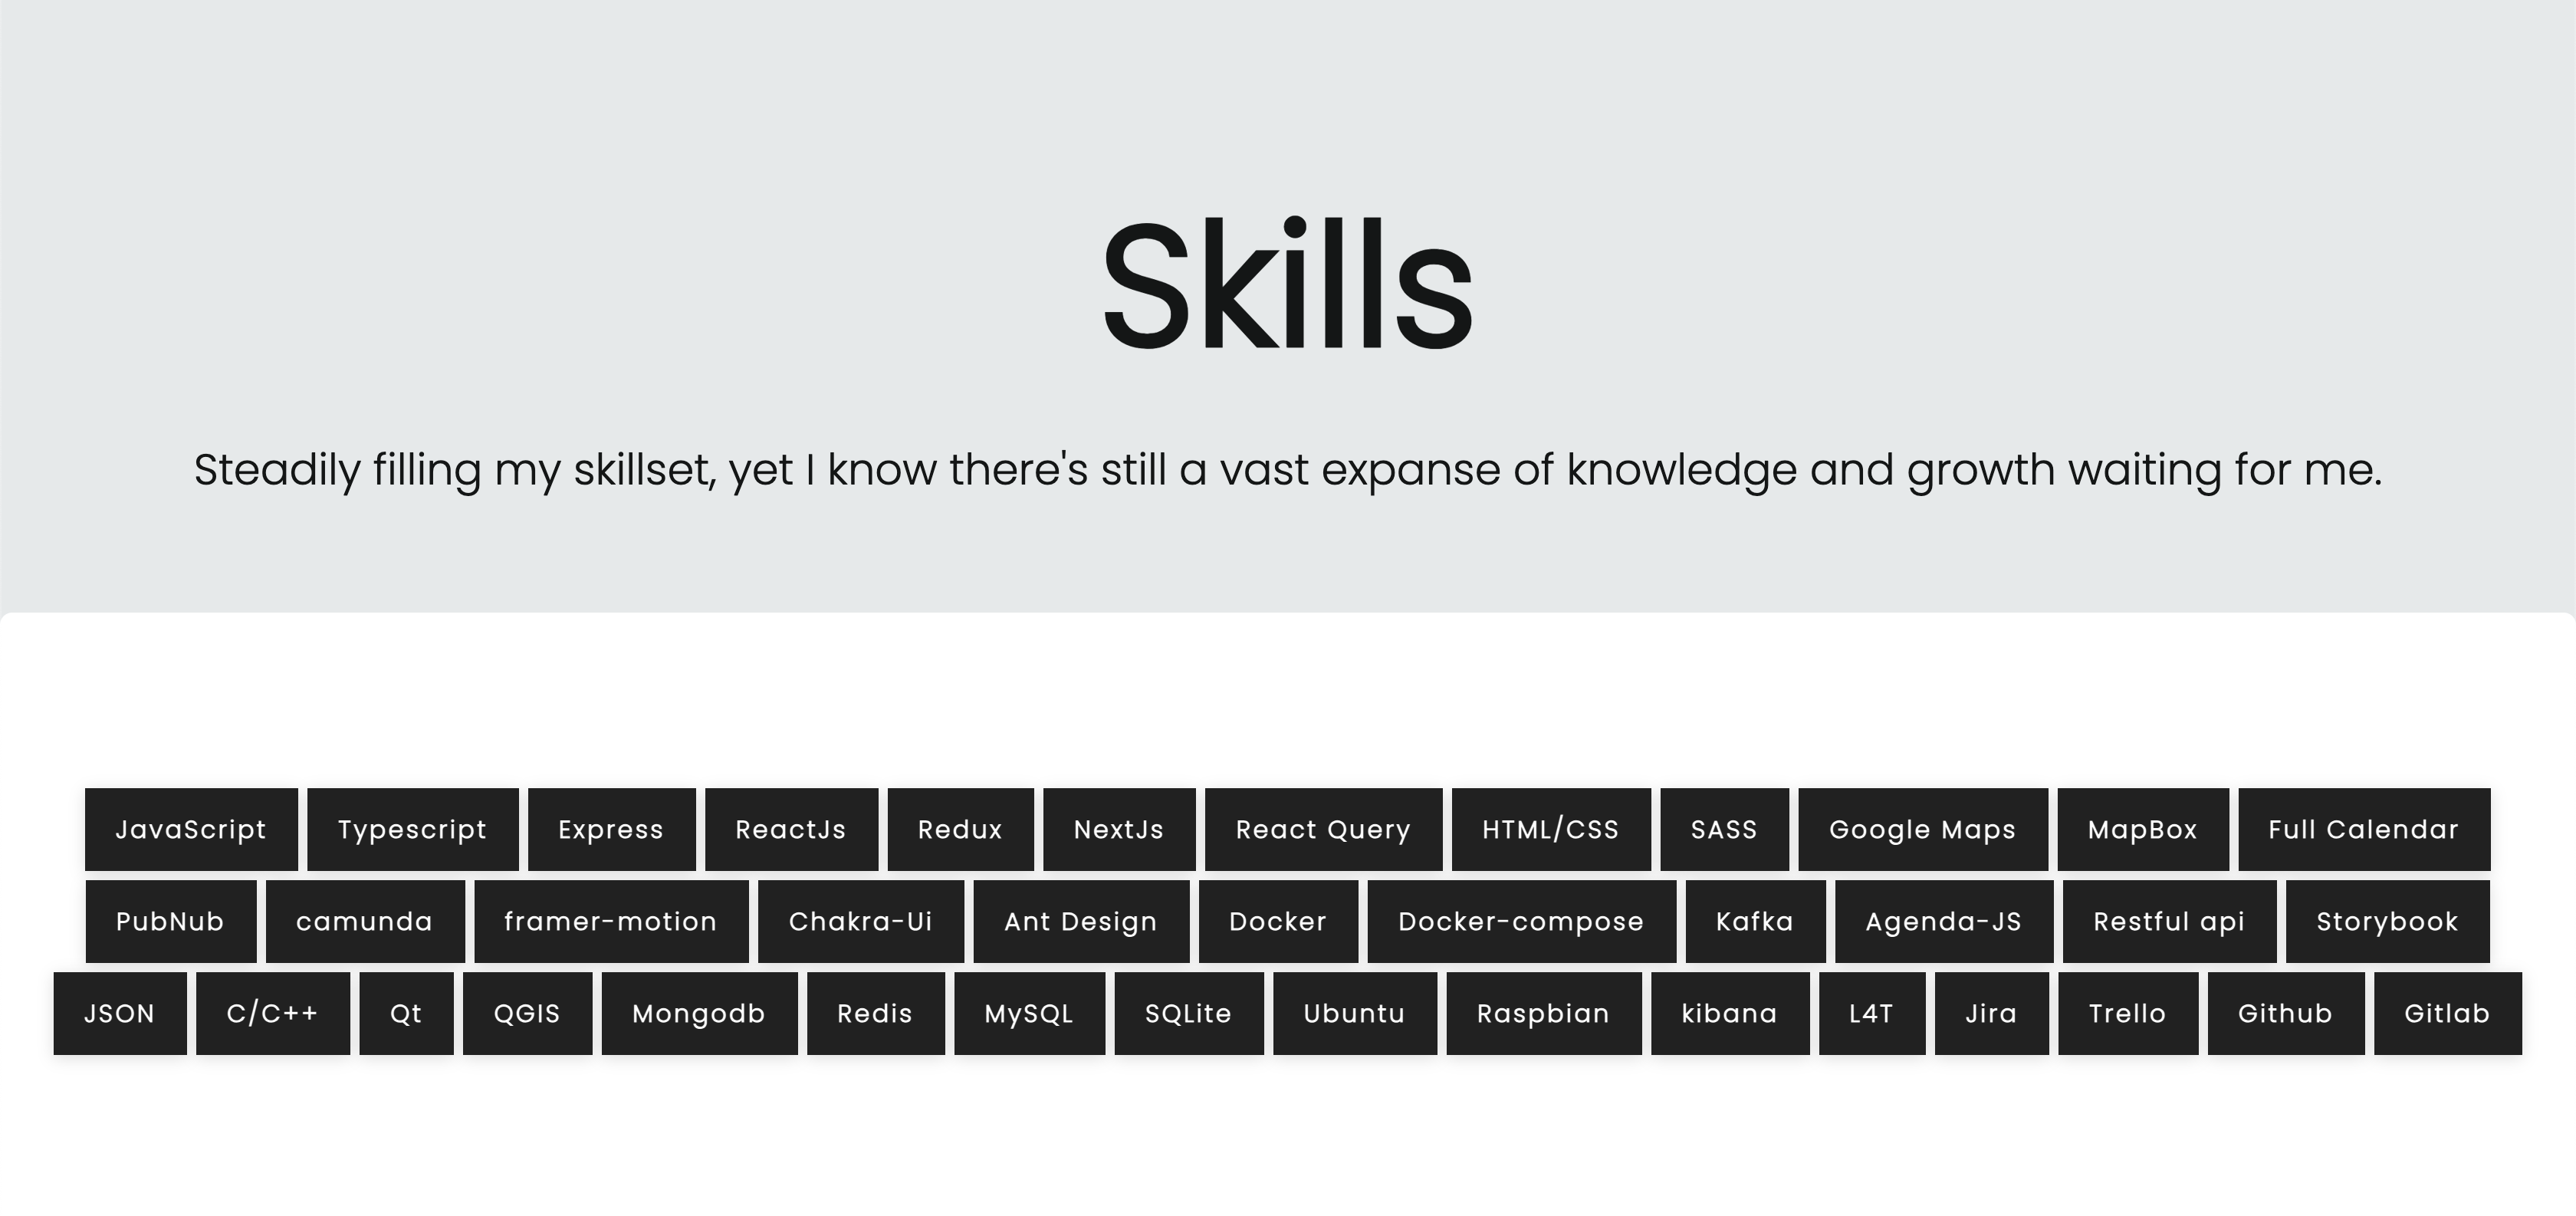 Skills
Steadily filling my skillset, yet I know there's still a vast expanse of knowledge and growth waiting for me.
JavaScript Typescript Express ReactJs Redux NextJs React Query HTML/CSS SASS Google Maps MapBox Full Calendar
PubNub camunda framer-motion Chakra-Ui Ant Design Docker Docker-compose Kafka Agenda-JS Restful api Storybook
JSON C/C++ Qt QGIS Mongodb Redis MySQL SQLite Ubuntu Raspbian kibana L4T Jira Trello Github Gitlab